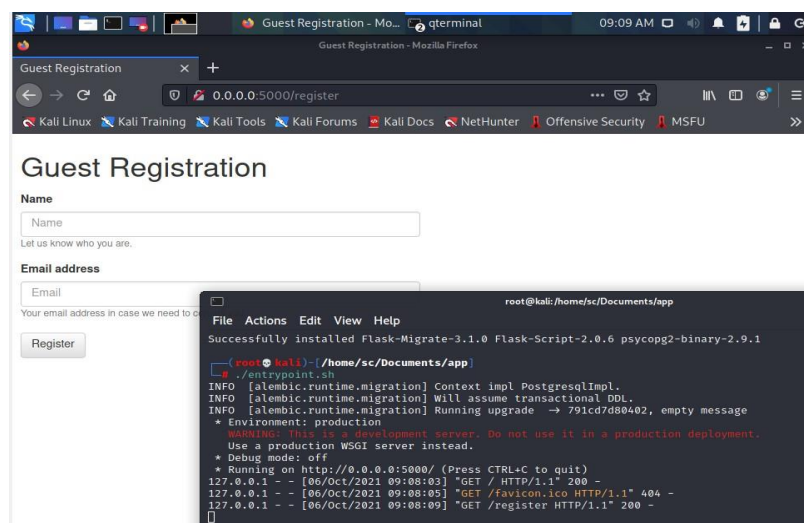 Guest Registration - Mo...
qterminal
09:09 AM
Guest Registration - Mozilla Firefox
Guest Registration
0.0.0.0:5000/register
Kali Linux Kali Training Kali Tools Kali Forums Kali Docs NetHunter Offensive Security MSFU
Guest Registration
Name
Name
Let us know who you are.
Email address
Email
Your email address in case we need to
Register
root@kali: /home/sc/Documents/app
File Actions Edit View Help
Successfully installed Flask-Migrate-3.1.0 Flask-Script-2.0.6 psycopg2-binary-2.9.1
(root kali)-[/home/sc/Documents/app]
# ./entrypoint.sh
INFO [alembic.runtime.migration] Context impl PostgresqlImpl.
INFO [alembic.runtime.migration] Will assume transactional DDL.
INFO [alembic.runtime.migration] Running upgrade → 791cd7d80402, empty message
* Environment: production
WARNING: This is a development server. Do not use it in a production deployment.
Use a production WSGI server instead.
* Debug mode: off
* Running on http://0.0.0.0:5000/ (Press CTRL+C to quit)
127.0.0.1 - - [06/Oct/2021 09:08:03] "GET / HTTP/1.1" 200 -
127.0.0.1 - - [06/Oct/2021 09:08:05] "GET /favicon.ico HTTP/1.1" 404 -
127.0.0.1 - - [06/Oct/2021 09:08:09] "GET /register HTTP/1.1" 200 -